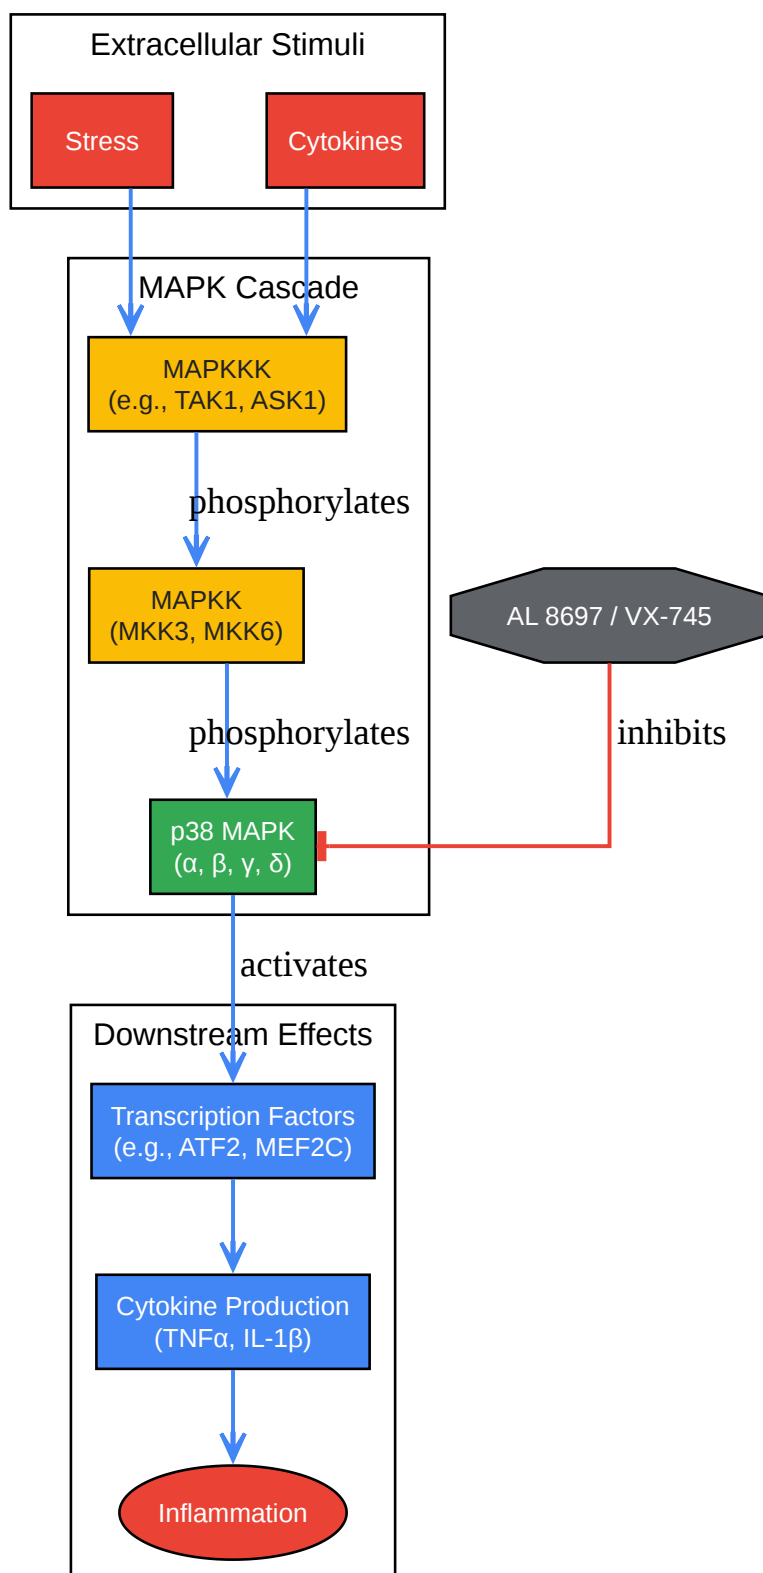 Extracellular Stimuli
Stress
Cytokines
MAPK Cascade
MAPKKK
(e.g., TAK1, ASK1)
phosphorylates
MAPKK
(MKK3, MKK6)
AL 8697 / VX-745
phosphorylates
inhibits
p38 MAPK
(α, β, γ, δ)
activates
Downstream Effects
Transcription Factors
(e.g., ATF2, MEF2C)
Cytokine Production
(TNFα, IL-1β)
Inflammation